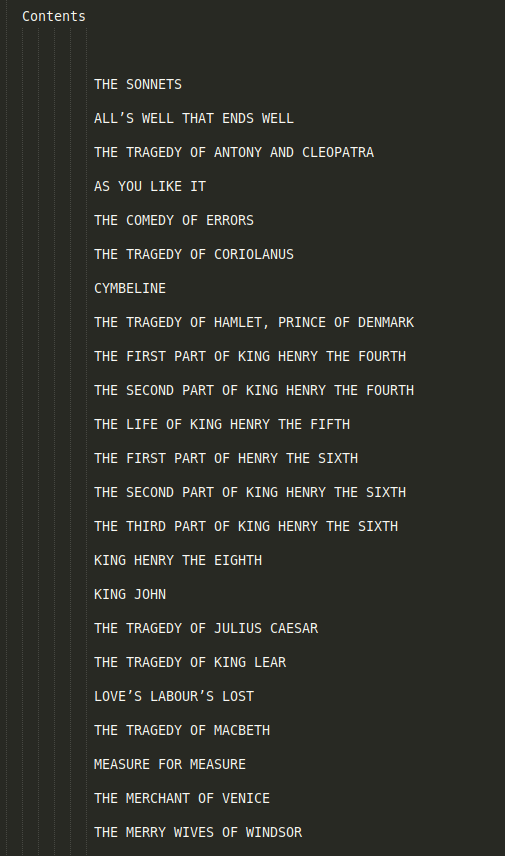 Contents
THE SONNETS
ALL’S WELL THAT ENDS WELL
THE TRAGEDY OF ANTONY AND CLEOPATRA
AS YOU LIKE IT
THE COMEDY OF ERRORS
THE TRAGEDY OF CORIOLANUS
CYMBELINE
THE TRAGEDY OF HAMLET, PRINCE OF DENMARK
THE FIRST PART OF KING HENRY THE FOURTH
THE SECOND PART OF KING HENRY THE FOURTH
THE LIFE OF KING HENRY THE FIFTH
THE FIRST PART OF HENRY THE SIXTH
THE SECOND PART OF KING HENRY THE SIXTH
THE THIRD PART OF KING HENRY THE SIXTH
KING HENRY THE EIGHTH
KING JOHN
THE TRAGEDY OF JULIUS CAESAR
THE TRAGEDY OF KING LEAR
LOVE’S LABOUR’S LOST
THE TRAGEDY OF MACBETH
MEASURE FOR MEASURE
THE MERCHANT OF VENICE
THE MERRY WIVES OF WINDSOR